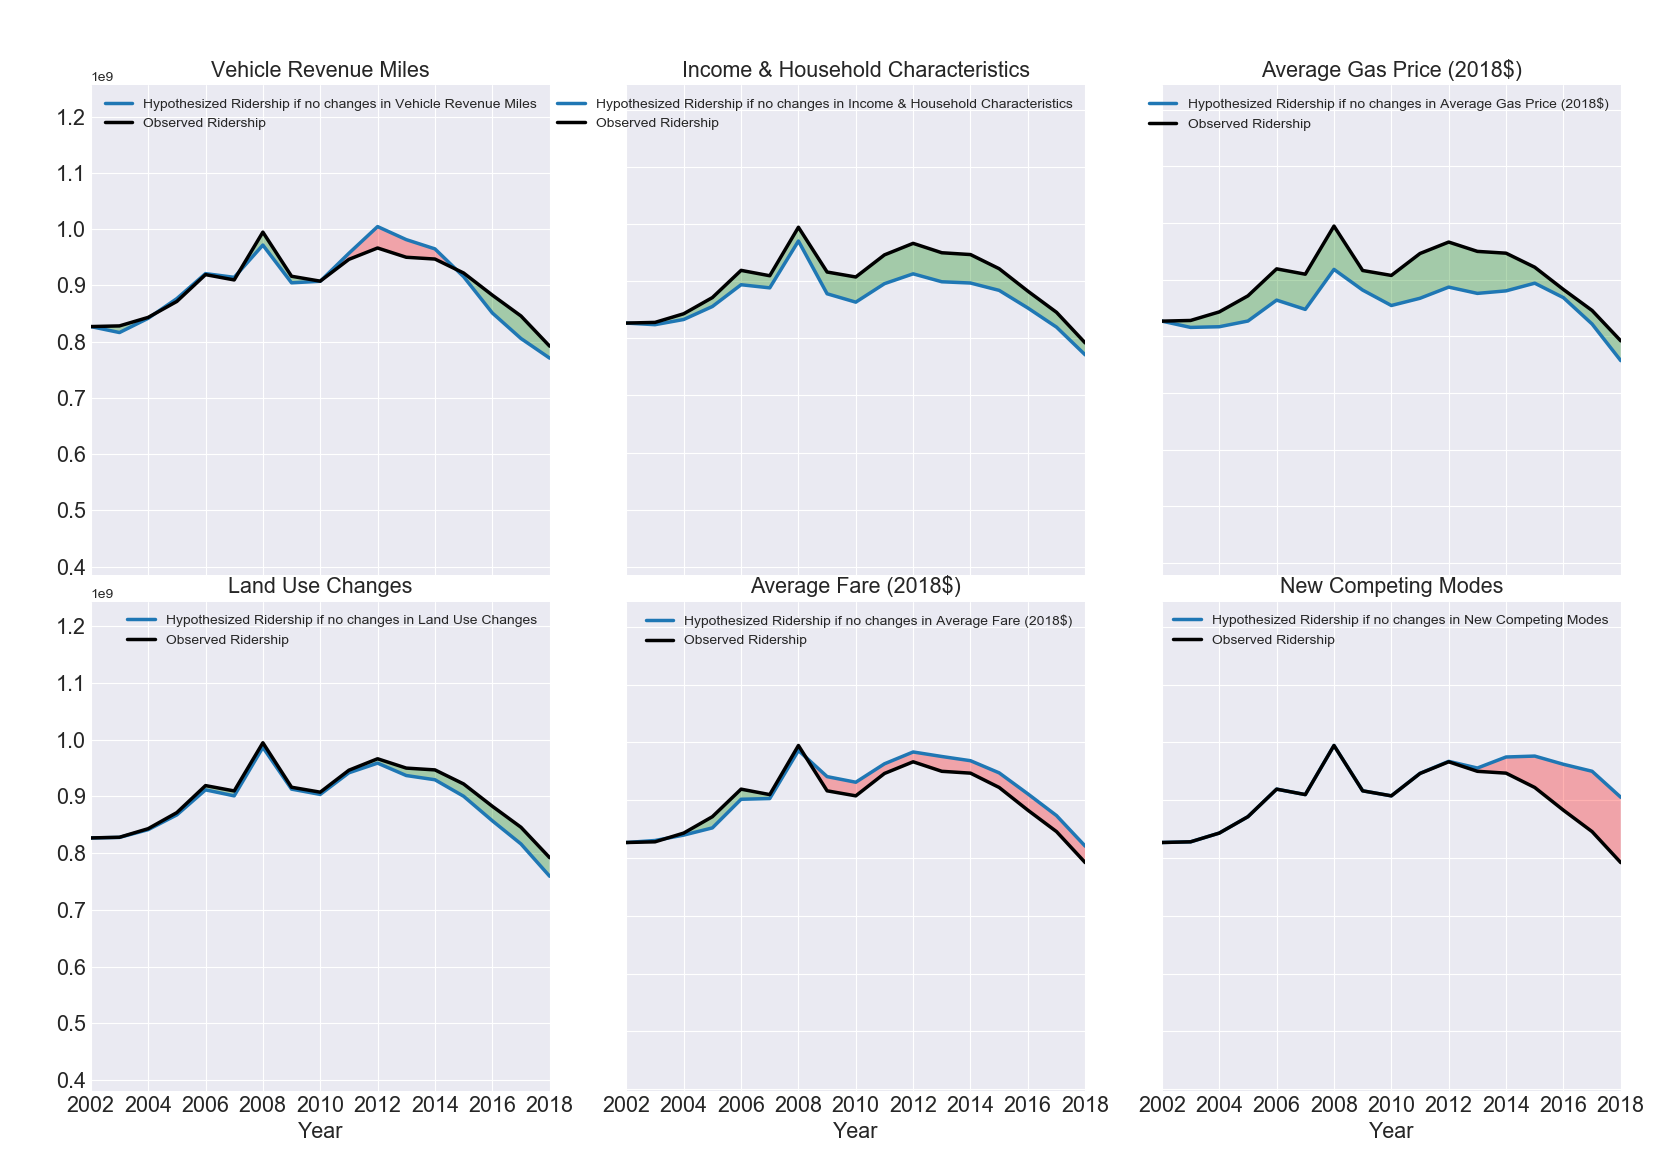 Vehicle Revenue Miles
1e9
Hypothesized Ridership if no changes in Vehicle Revenue Miles
Observed Ridership
1.2
1.1
1.0
0.9
0.8
0.7
0.6
0.5
0.4
Income & Household Characteristics
Hypothesized Ridership if no changes in Income & Household Characteristics
Observed Ridership
Average Gas Price (2018$)
Hypothesized Ridership if no changes in Average Gas Price (2018$)
Observed Ridership
Land Use Changes
1e9
Hypothesized Ridership if no changes in Land Use Changes
Observed Ridership
1.2
1.1
1.0
0.9
0.8
0.7
0.6
0.5
0.4
2002 2004 2006 2008 2010 2012 2014 2016 2018
Year
Average Fare (2018$)
Hypothesized Ridership if no changes in Average Fare (2018$)
Observed Ridership
2002 2004 2006 2008 2010 2012 2014 2016 2018
Year
New Competing Modes
Hypothesized Ridership if no changes in New Competing Modes
Observed Ridership
2002 2004 2006 2008 2010 2012 2014 2016 2018
Year